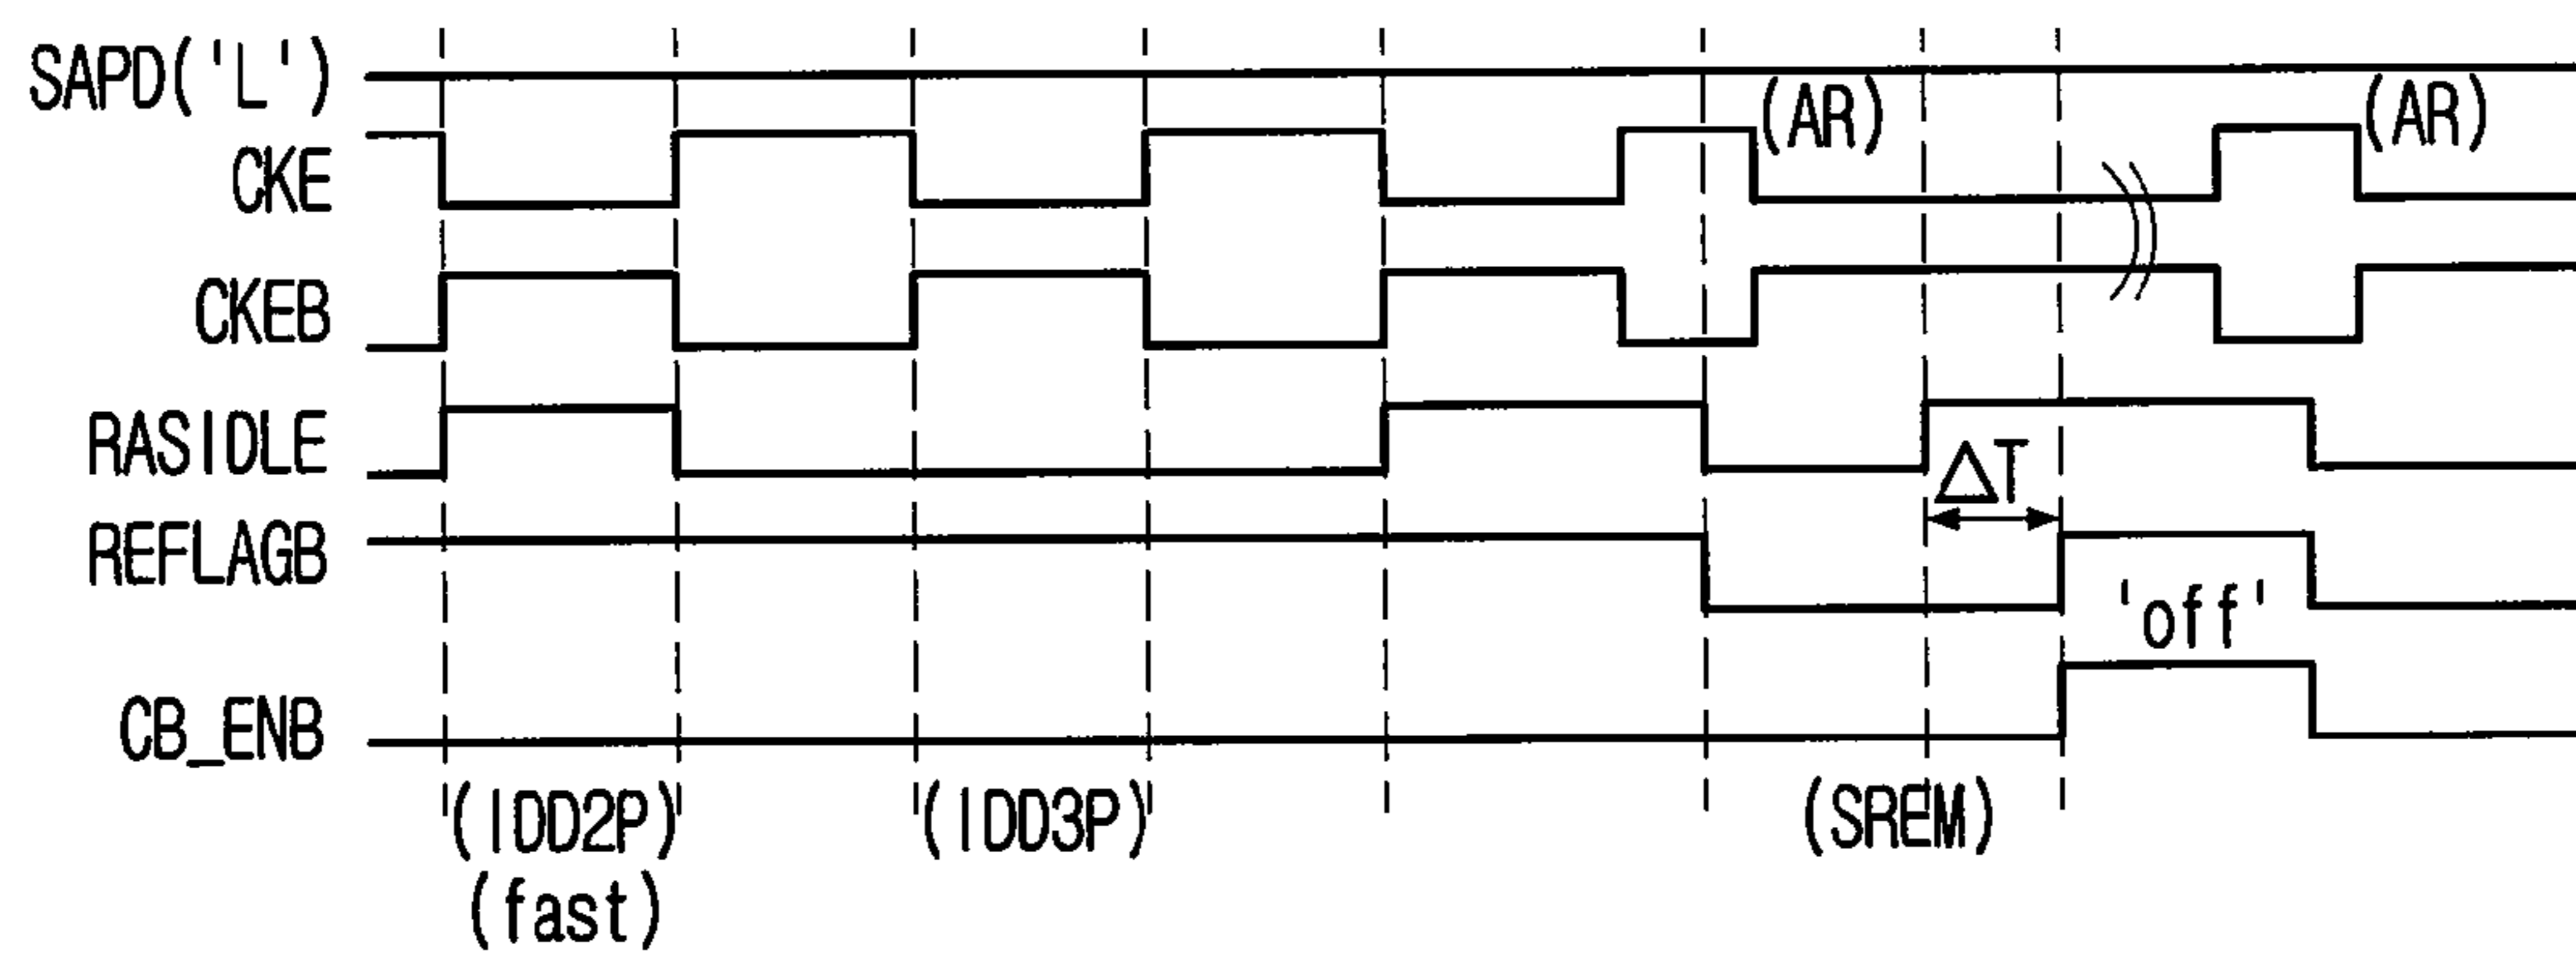 SAPD('L')
(AR)
(AR)
CKE
CKEB
RASIDLE
ΔT
REFLAGB
'off'
CB_ENB
(IDD2P)
(IDD3P)
(SREM)
(fast)